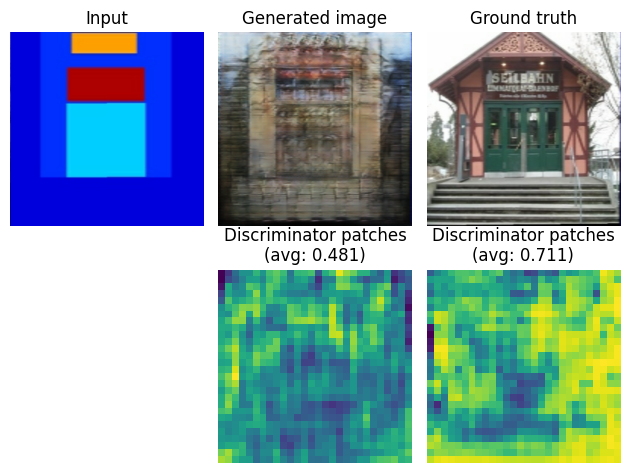 Input
Generated image
Ground truth
SEILBAHN
Discriminator patches
(avg: 0.481)
Discriminator patches
(avg: 0.711)